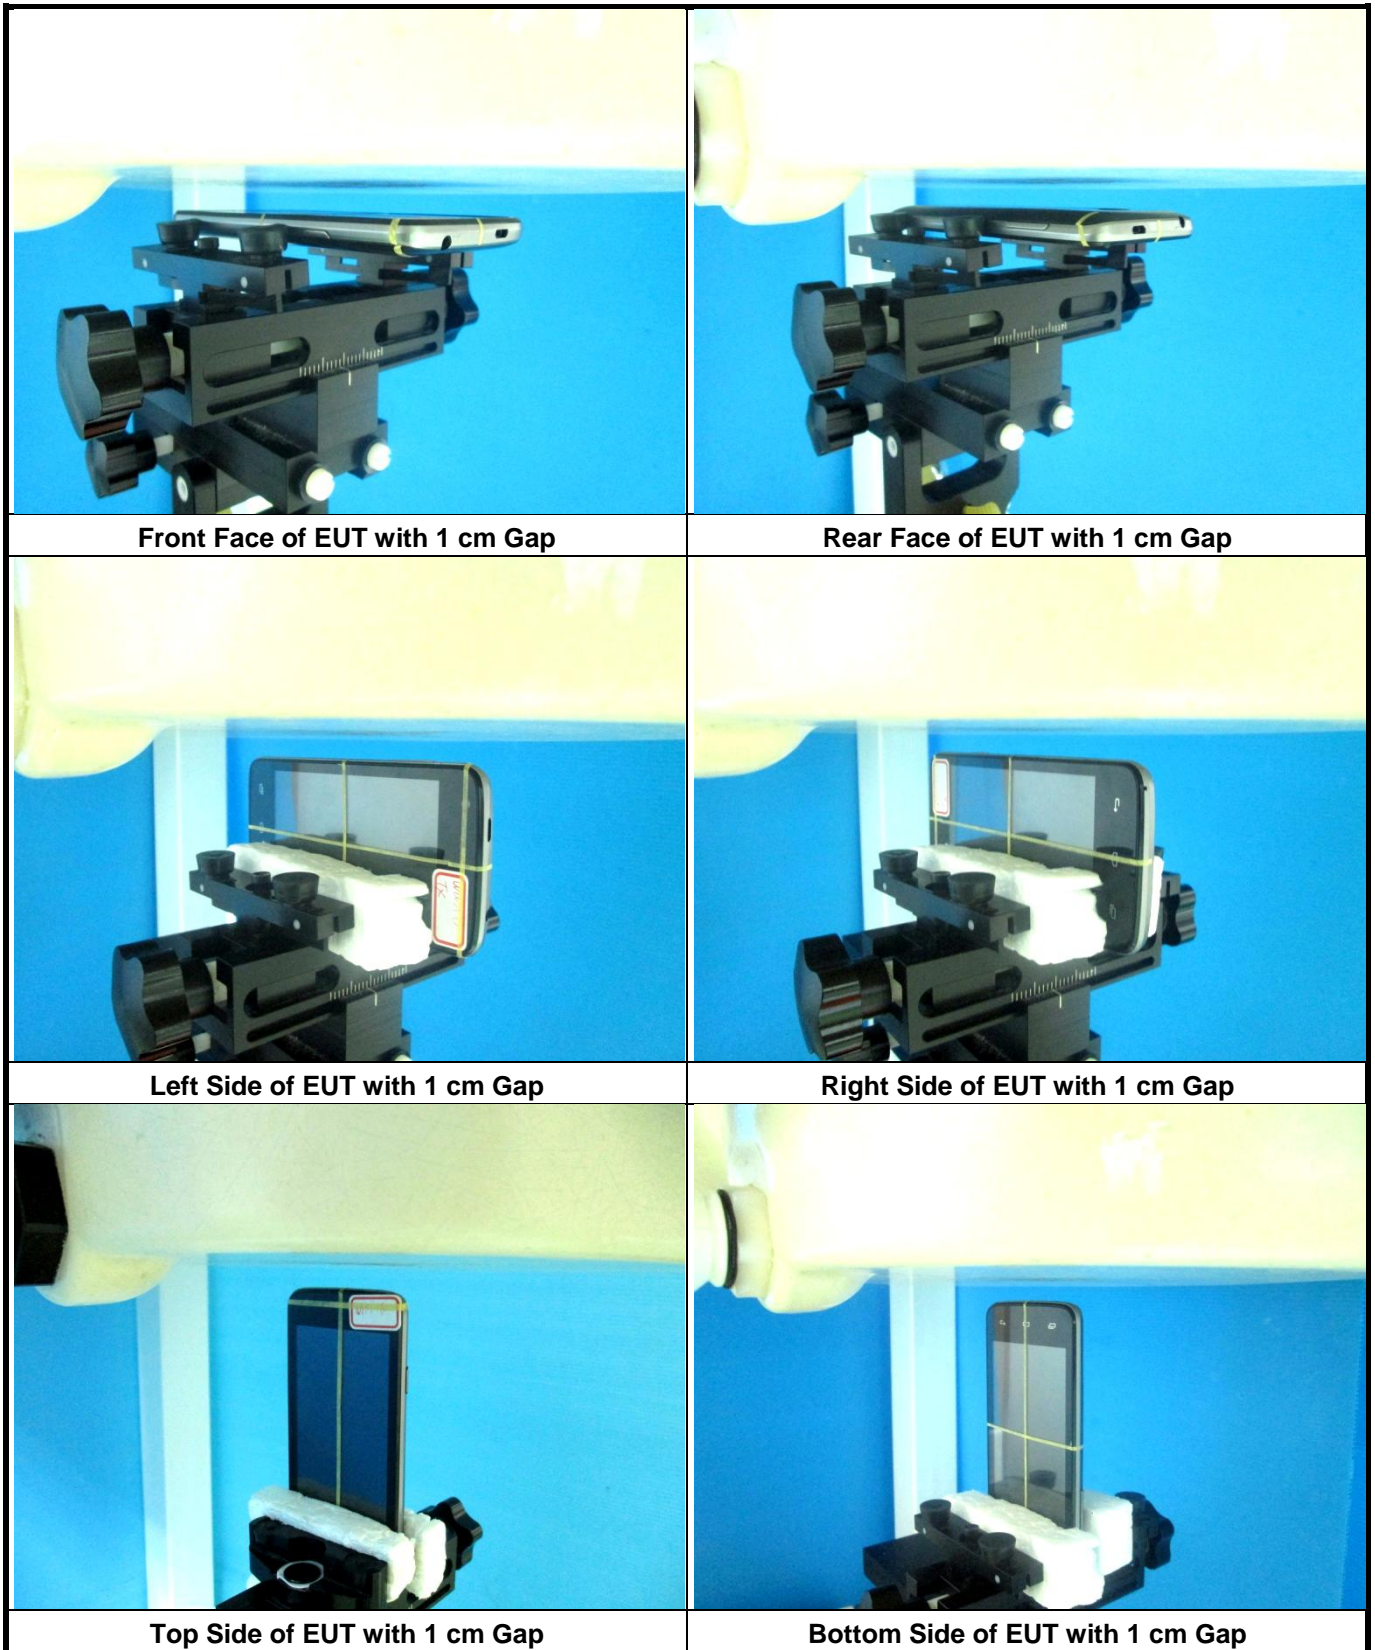 Front Face of EUT with 1 cm Gap
Rear Face of EUT with 1 cm Gap
Left Side of EUT with 1 cm Gap
Right Side of EUT with 1 cm Gap
Top Side of EUT with 1 cm Gap
Bottom Side of EUT with 1 cm Gap